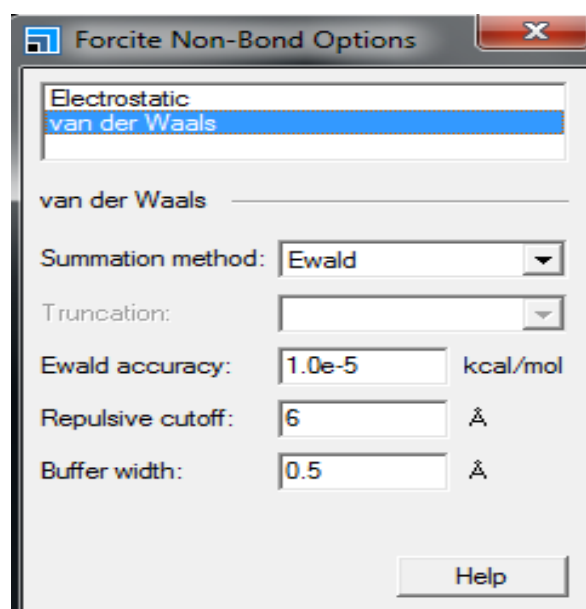 Forcite Non-Bond Options
Electrostatic
van der Waals
van der Waals
Summation method: Ewald
Truncation:
Ewald accuracy: 1.0e-5 kcal/mol
Repulsive cutoff: 6 Å
Buffer width: 0.5 Å
Help